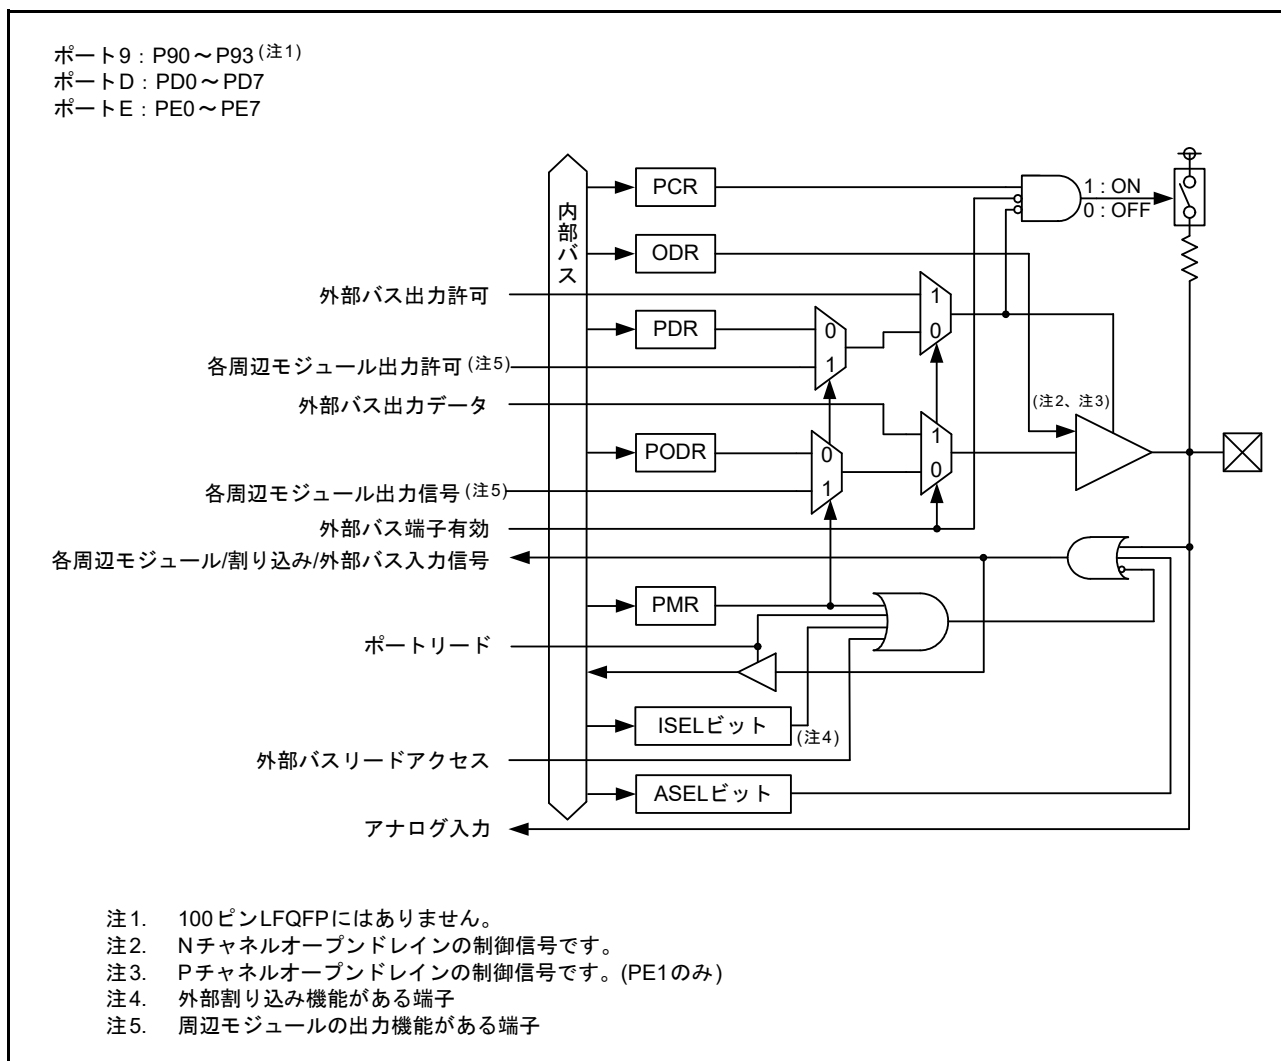 ポート9：P90～P93(注1)
ポートD：PD0～PD7
ポートE：PE0～PE7
内部バス
PCR
1 : ON
0 : OFF
ODR
外部バス出力許可
1
0
PDR
0
1
各周辺モジュール出力許可(注5)
外部バス出力データ
(注2、注3)
1
0
PODR
0
1
各周辺モジュール出力信号(注5)
外部バス端子有効
各周辺モジュール/割り込み/外部バス入力信号
PMR
ポートリード
ISELビット
(注4)
外部バスリードアクセス
ASELビット
アナログ入力
注1. 100ピンLFQFPにはありません。
注2. Nチャネルオープンドレインの制御信号です。
注3. Pチャネルオープンドレインの制御信号です。(PE1のみ)
注4. 外部割り込み機能がある端子
注5. 周辺モジュールの出力機能がある端子